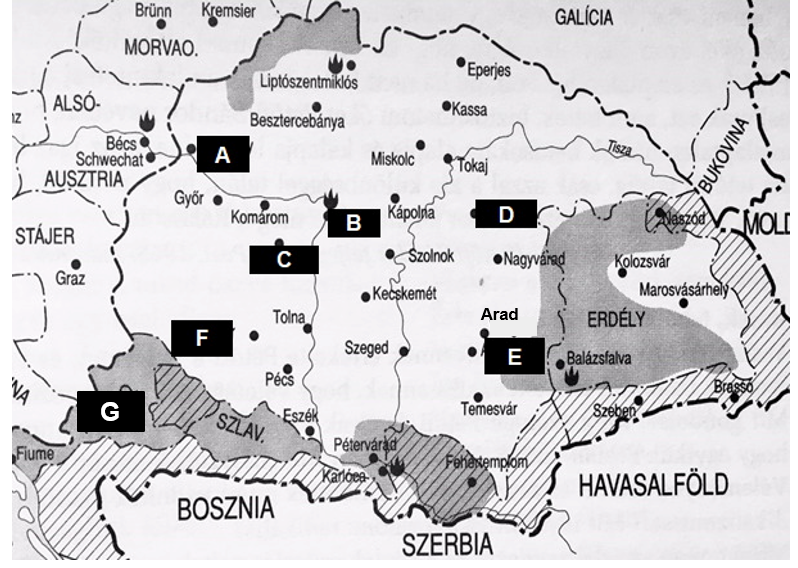 Brünn
Kremsier
GALÍCIA
MORVAO.
Liptószentmiklós
Eperjes
ALSÓ-
Besztercebánya
Kassa
Bécs
Schwechat
A
Miskolc
Tokaj
Tisza
BUKOVINA
AUSZTRIA
Győr
Komárom
B
Kápolna
D
Naszód
MOLD
STÁJER
C
Szolnok
Nagyvárad
Kolozsvár
Graz
Kecskemét
Marosvásárhely
Tolna
Arad
ERDÉLY
F
Szeged
E
Balázsfalva
Pécs
G
Temesvár
Szeben
Brassó
Eszék
SZLAV.
Fiume
Pétervárad
Karlóca
Fehértemplom
HAVASALFÖLD
BOSZNIA
SZERBIA